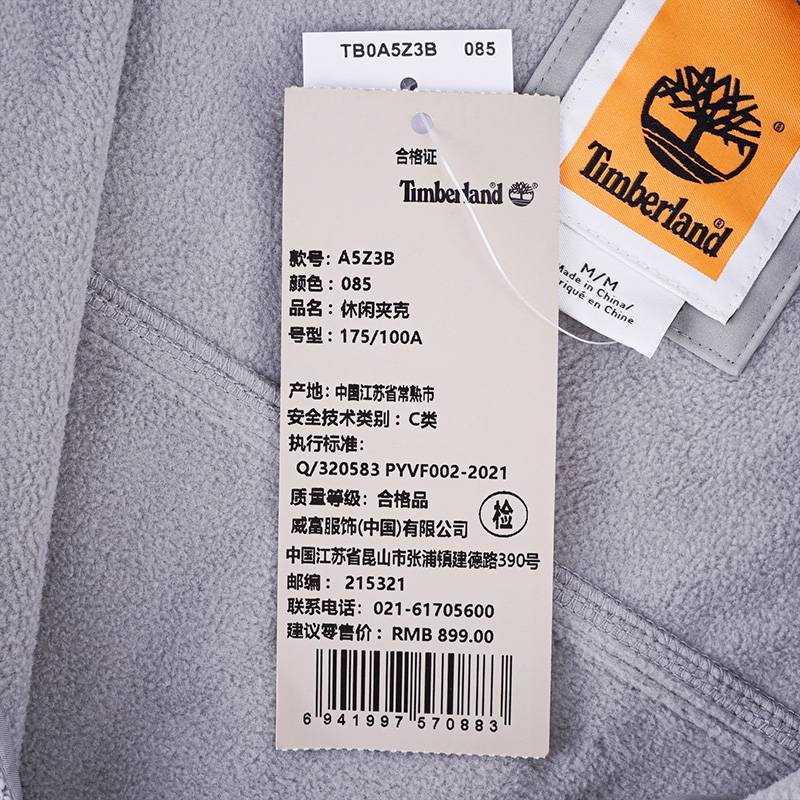 TB0A5Z3B 085
合格证
Timberland®
款号: A5Z3B
颜色: 085
品名: 休闲夹克
号型: 175/100A
产地: 中国江苏省常熟市
安全技术类别: C类
执行标准:
Q/320583 PYVF002-2021
质量等级: 合格品
检
威富服饰(中国)有限公司
中国江苏省昆山市张浦镇建德路390号
邮编: 215321
联系电话: 021-61705600
建议零售价: RMB 899.00
6 941997 570883
®
Timberland®
M/M
Made in China/
riqué en Chine